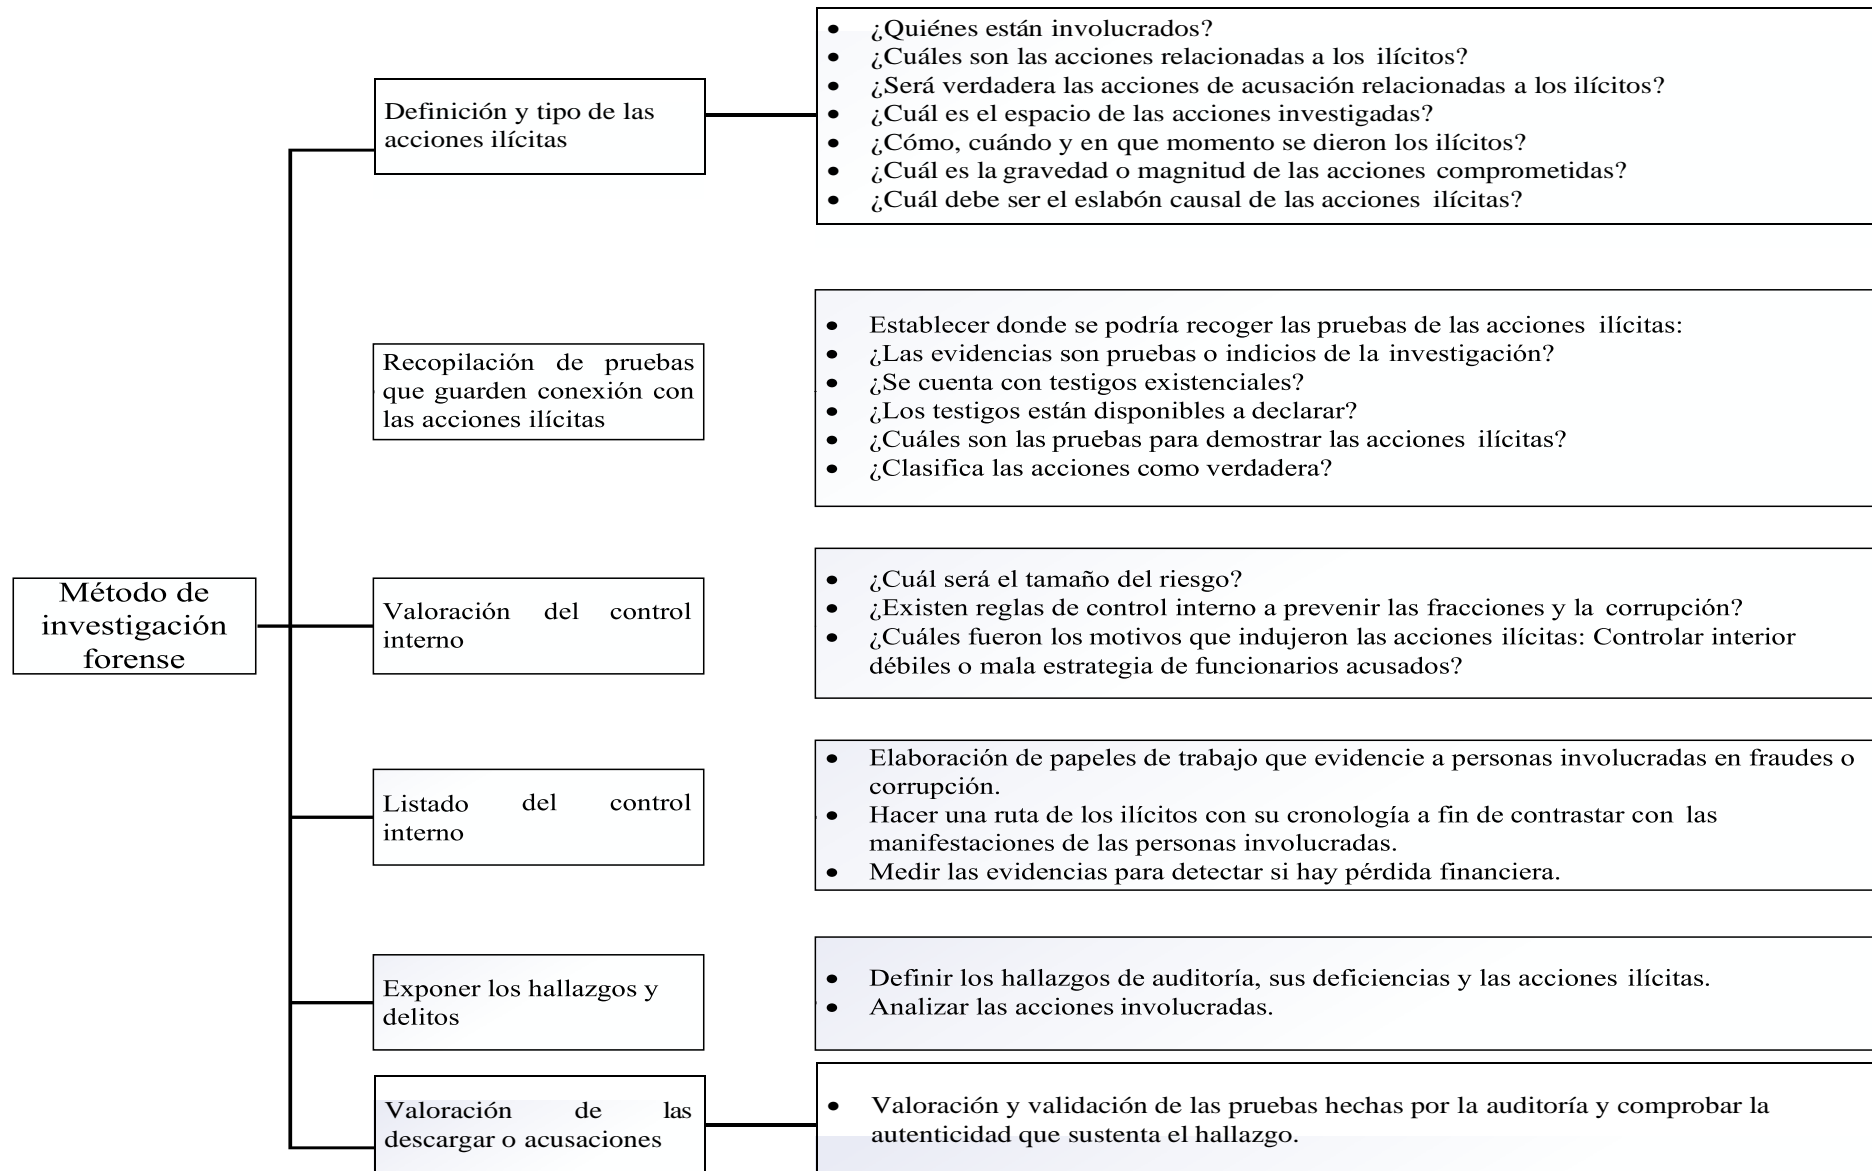 Método de
investigación
forense
Definición y tipo de las
acciones ilícitas
• ¿Quiénes están involucrados?
• ¿Cuáles son las acciones relacionadas a los ilícitos?
• ¿Será verdadera las acciones de acusación relacionadas a los ilícitos?
• ¿Cuál es el espacio de las acciones investigadas?
• ¿Cómo, cuándo y en que momento se dieron los ilícitos?
• ¿Cuál es la gravedad o magnitud de las acciones comprometidas?
• ¿Cuál debe ser el eslabón causal de las acciones ilícitas?
Recopilación de pruebas
que guarden conexión con
las acciones ilícitas
• Establecer donde se podría recoger las pruebas de las acciones ilícitas:
• ¿Las evidencias son pruebas o indicios de la investigación?
• ¿Se cuenta con testigos existenciales?
• ¿Los testigos están disponibles a declarar?
• ¿Cuáles son las pruebas para demostrar las acciones ilícitas?
• ¿Clasifica las acciones como verdadera?
Valoración del control
interno
• ¿Cuál será el tamaño del riesgo?
• ¿Existen reglas de control interno a prevenir las fracciones y la corrupción?
• ¿Cuáles fueron los motivos que indujeron las acciones ilícitas: Controlar interior
débiles o mala estrategia de funcionarios acusados?
Listado del control
interno
• Elaboración de papeles de trabajo que evidencie a personas involucradas en fraudes o
corrupción.
• Hacer una ruta de los ilícitos con su cronología a fin de contrastar con las
manifestaciones de las personas involucradas.
• Medir las evidencias para detectar si hay pérdida financiera.
Exponer los hallazgos y
delitos
• Definir los hallazgos de auditoría, sus deficiencias y las acciones ilícitas.
• Analizar las acciones involucradas.
Valoración de las
descargar o acusaciones
• Valoración y validación de las pruebas hechas por la auditoría y comprobar la
autenticidad que sustenta el hallazgo.